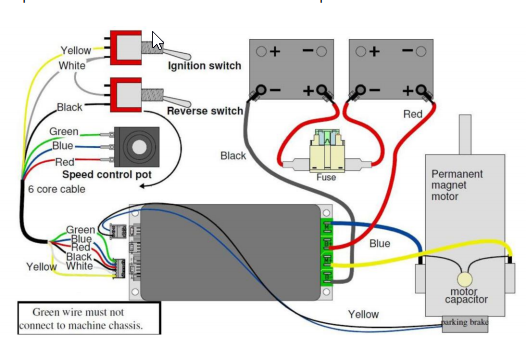 Yellow
White
Ignition switch
Reverse switch
Black
Green
Blue
Red
Speed control pot
6 core cable
+ -
- +
+ -
- +
Red
Black
Fuse
Permanent
magnet
motor
Green
Blue
Red
Black
White
Yellow
Blue
Yellow
motor
capacitor
parking brake
Green wire must not
connect to machine chassis.